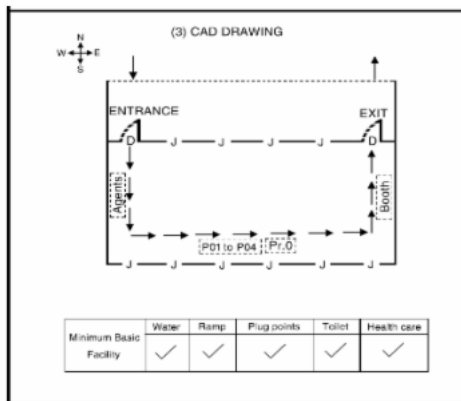 (3) CAD DRAWING
N
W E
S
ENTRANCE EXIT
D J J J J D
Agents
Booth
P01 to P04 Pr.0
J J J J J J
Minimum Basic Facility Water Ramp Plug points Toilet Health care